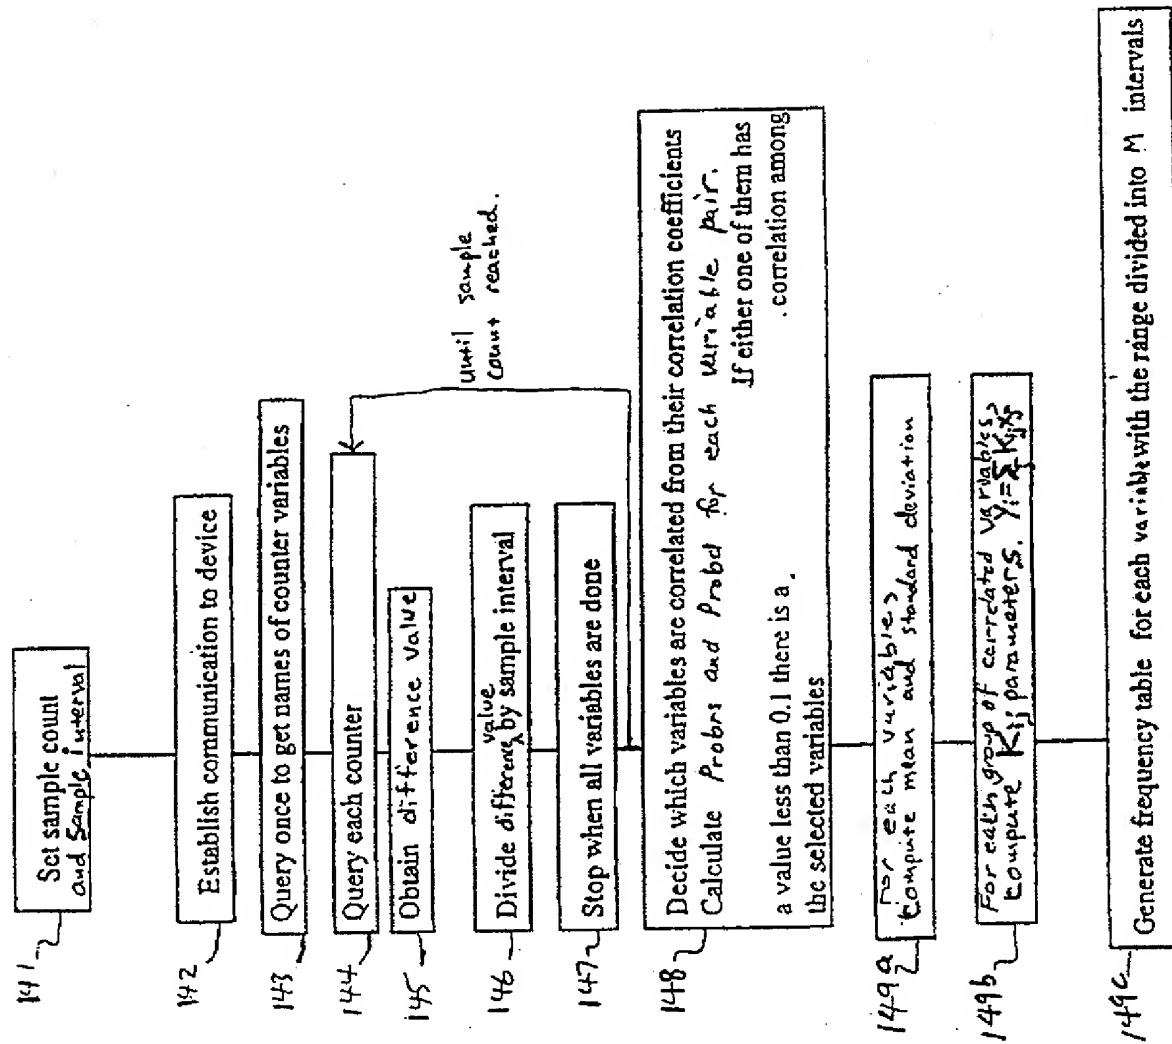 141
Set sample count
and Sample interval
142
Establish communication to device
143
Query once to get names of counter variables
144
Query each counter
until sample
count reached.
145
Obtain difference value
146
value
Divide difference ^ by sample interval
147
Stop when all variables are done
148
Decide which variables are correlated from their correlation coefficients
Calculate Probrs and Probd for each variable pair.
If either one of them has
a value less than 0.1 there is a . correlation among
the selected variables
149a
For each variable,
compute mean and standard deviation
149b
For each group of correlated variables,
compute Kij parameters. Yi=ΣKijXj
149c
Generate frequency table for each variable with the range divided into M intervals